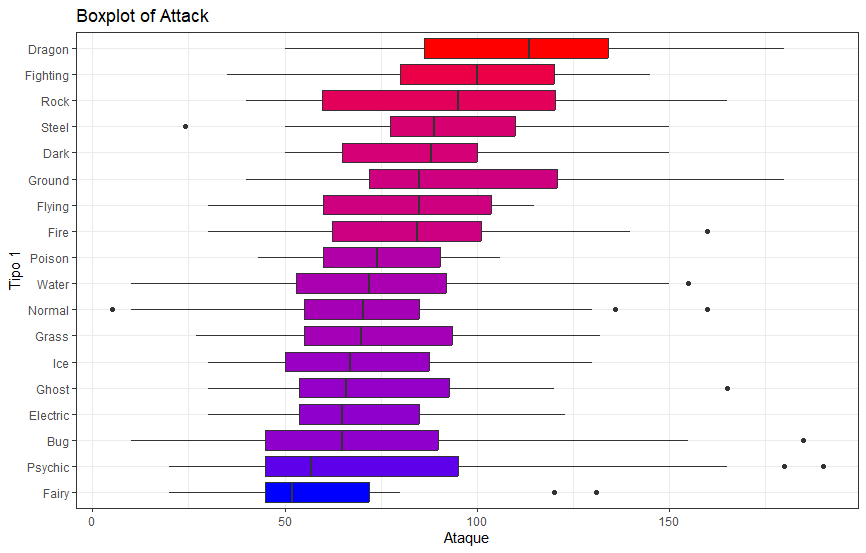 Boxplot of Attack
Dragon
Fighting
Rock
Steel
Dark
Ground
Flying
Fire
Poison
Water
Normal
Grass
Ice
Ghost
Electric
Bug
Psychic
Fairy
Tipo 1
0 50 100 150
Ataque